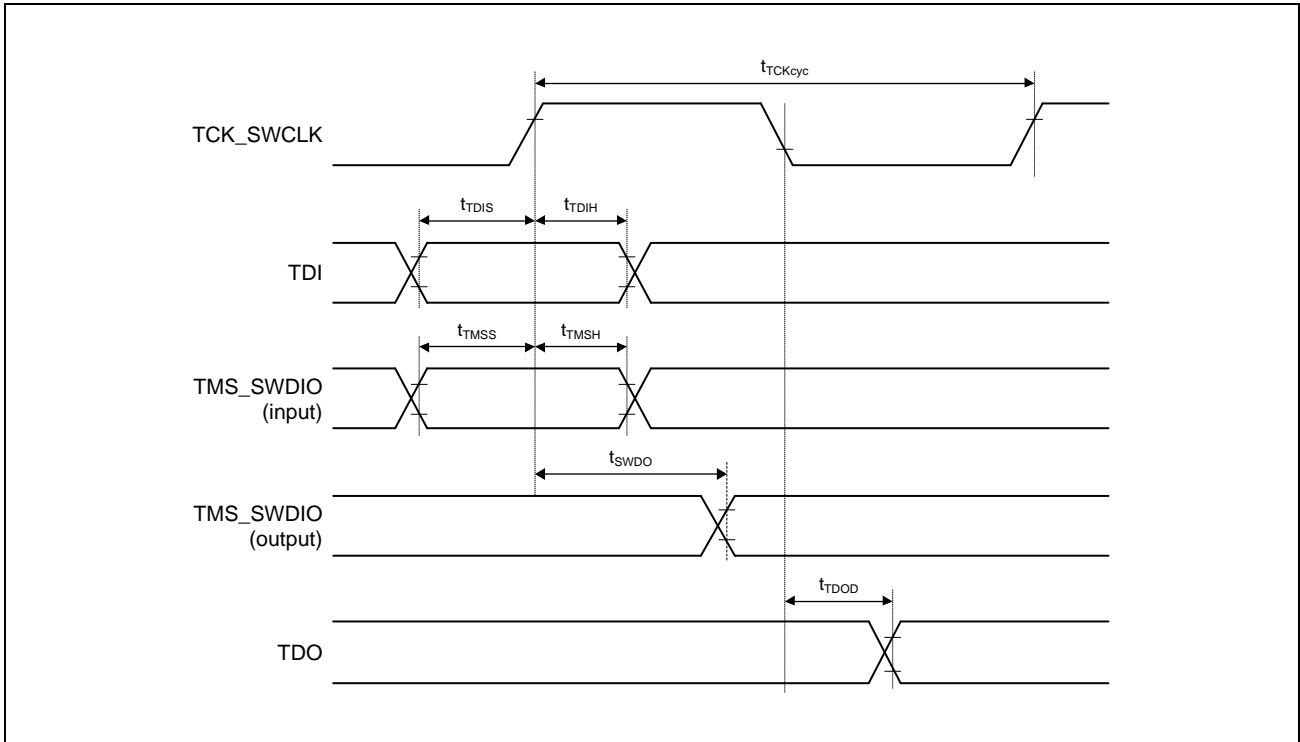 tTCKcyc
TCK_SWCLK
tTDIS
tTDIH
TDI
tTMSS
tTMSH
TMS_SWDIO
(input)
tSWDO
TMS_SWDIO
(output)
tTDOD
TDO